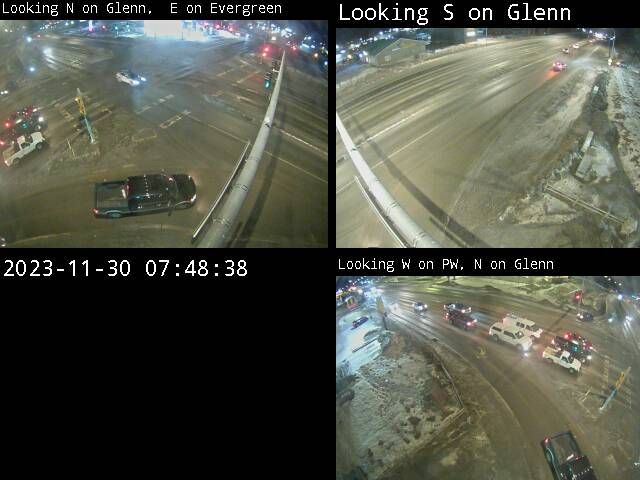 Looking N on Glenn,  E on Evergreen
Looking S on Glenn
2023-11-30 07:48:38
Looking W on PW, N on Glenn